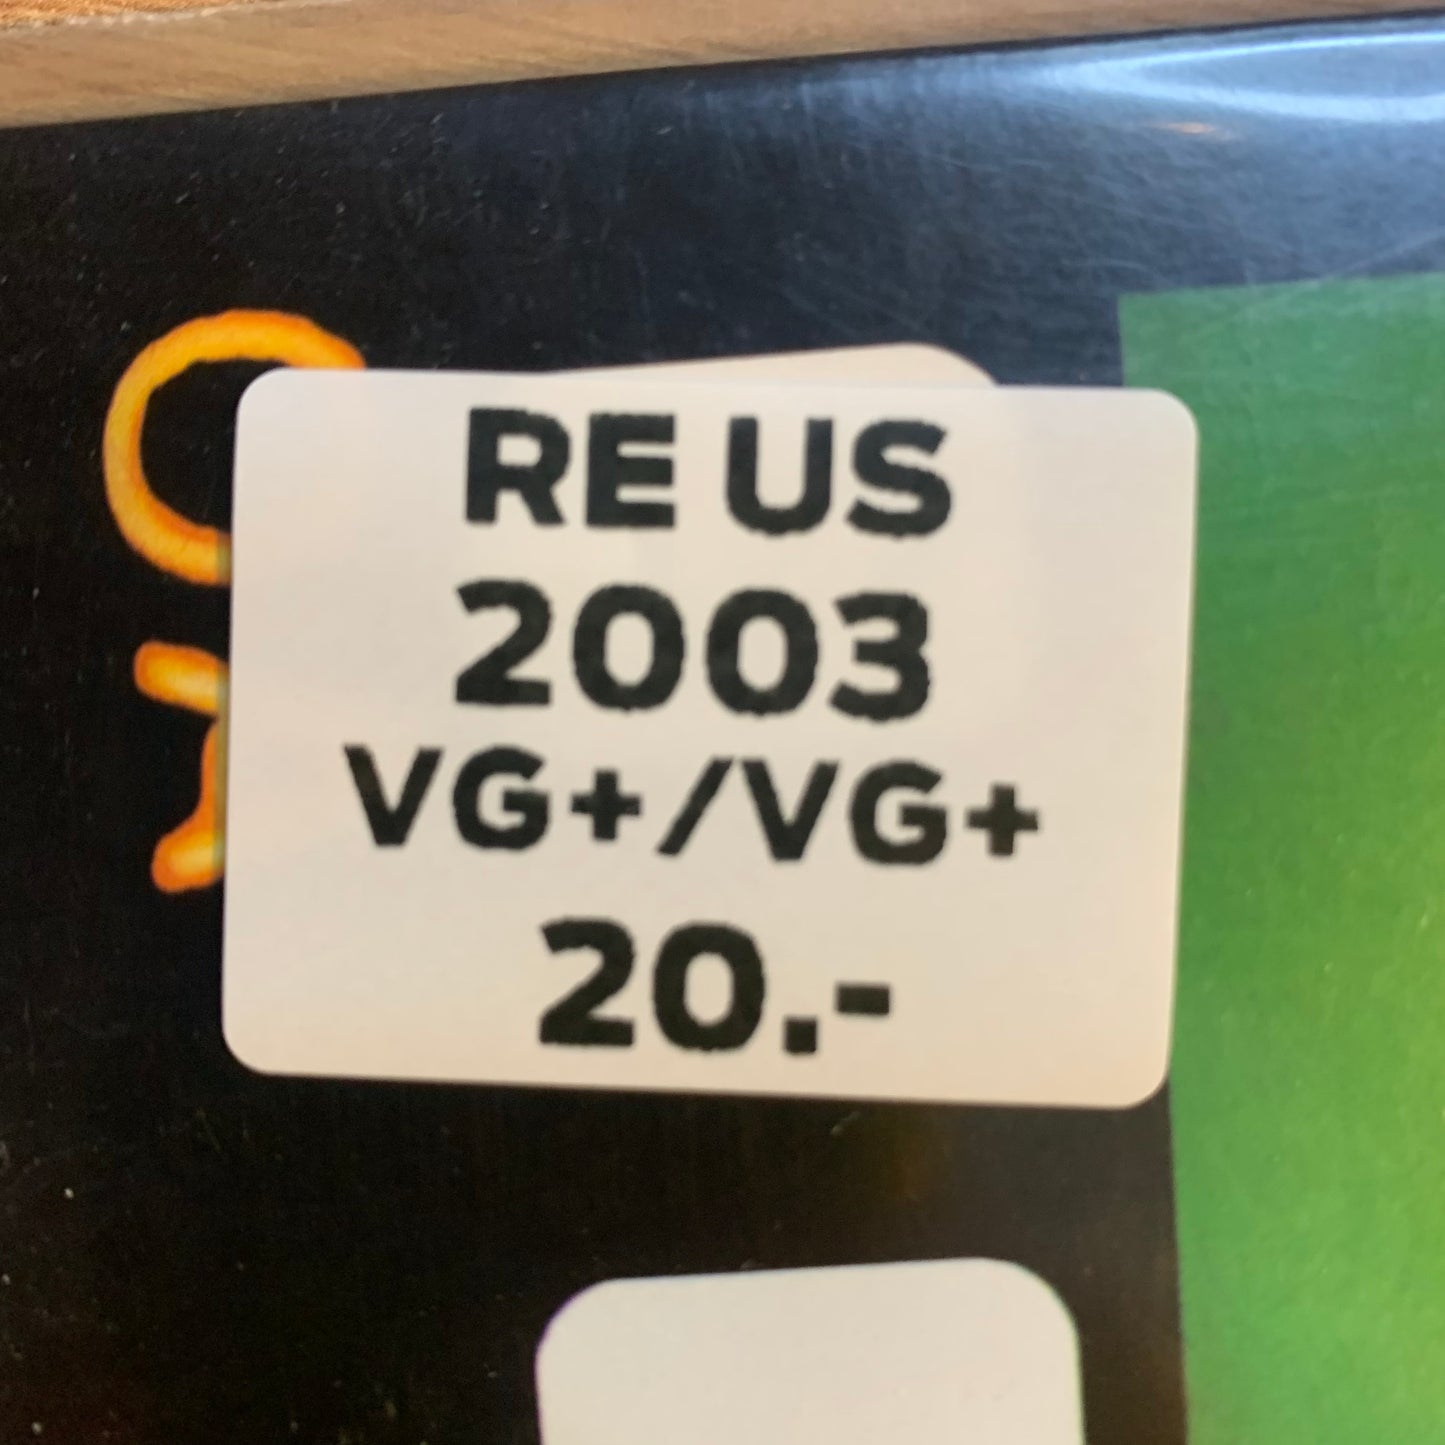 RE US
2003
VG+/VG+
20.-